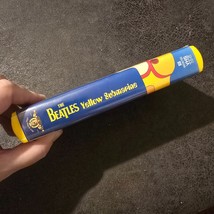 THE BEATLES Yellow Submarine